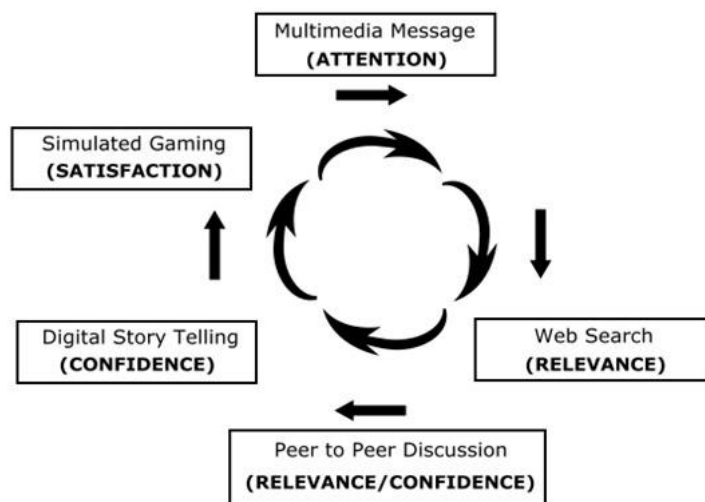 Multimedia Message
(ATTENTION)
Simulated Gaming
(SATISFACTION)
Digital Story Telling
(CONFIDENCE)
Web Search
(RELEVANCE)
Peer to Peer Discussion
(RELEVANCE/CONFIDENCE)